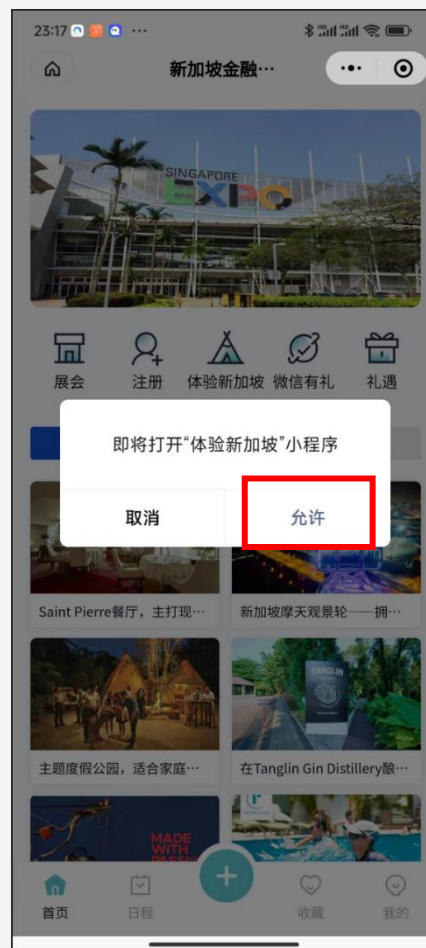 23:17
新加坡金融…
SINGAPORE
EXPO
展会 注册 体验新加坡 微信有礼 礼遇
即将打开“体验新加坡”小程序
取消 允许
Saint Pierre餐厅，主打现…
新加坡摩天观景轮——拥…
TANGLIN
主题度假公园，适合家庭…
在Tanglin Gin Distillery酿…
MADE
WITH
PASSION
首页 日程 收藏 我的